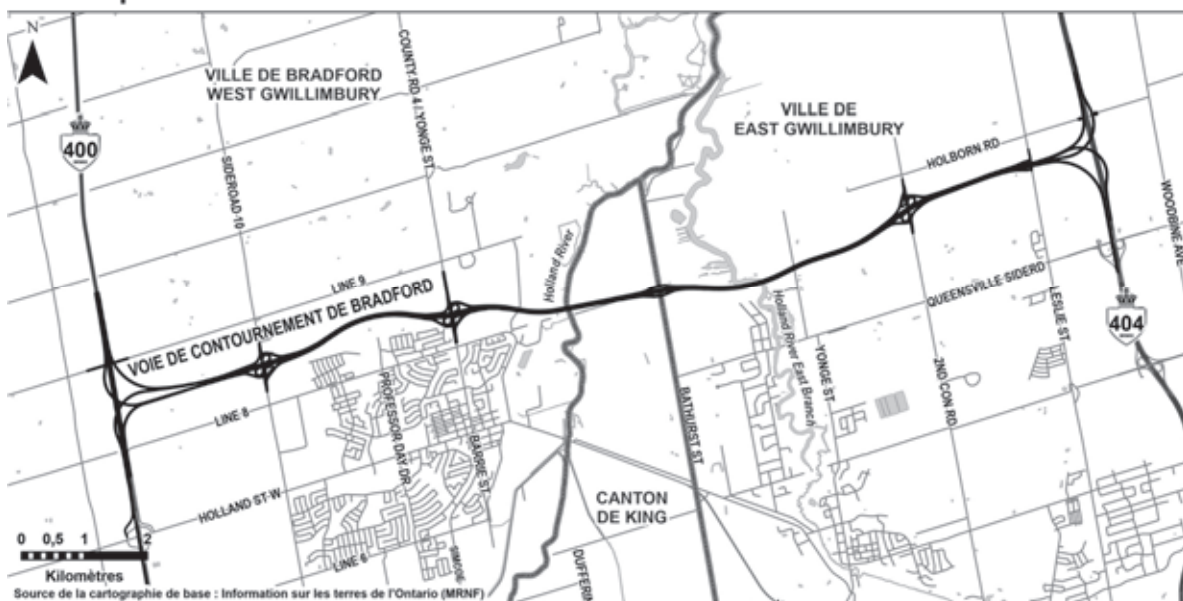 N
VILLE DE BRADFORD
WEST GWILLIMBURY
COUNTY RD 4 / YONGE ST
VILLE DE
EAST GWILLIMBURY
400
SIDEROAD 10
HOLBORN RD
WOODBINE AVE
Holland River
LINE 9
VOIE DE CONTOURNEMENT DE BRADFORD
QUEENSVILLE SIDERD
LESLIE ST
404
LINE 8
PROFESSOR DAY DR
BARRIE ST
BATHURST ST
Holland River East Branch
YONGE ST
2ND CON RD
HOLLAND ST W
CANTON
DE KING
LINE 6
SIMCOE
DUFFERIN
0 0,5 1 2
Kilomètres
Source de la cartographie de base : Information sur les terres de l'Ontario (MRNF)